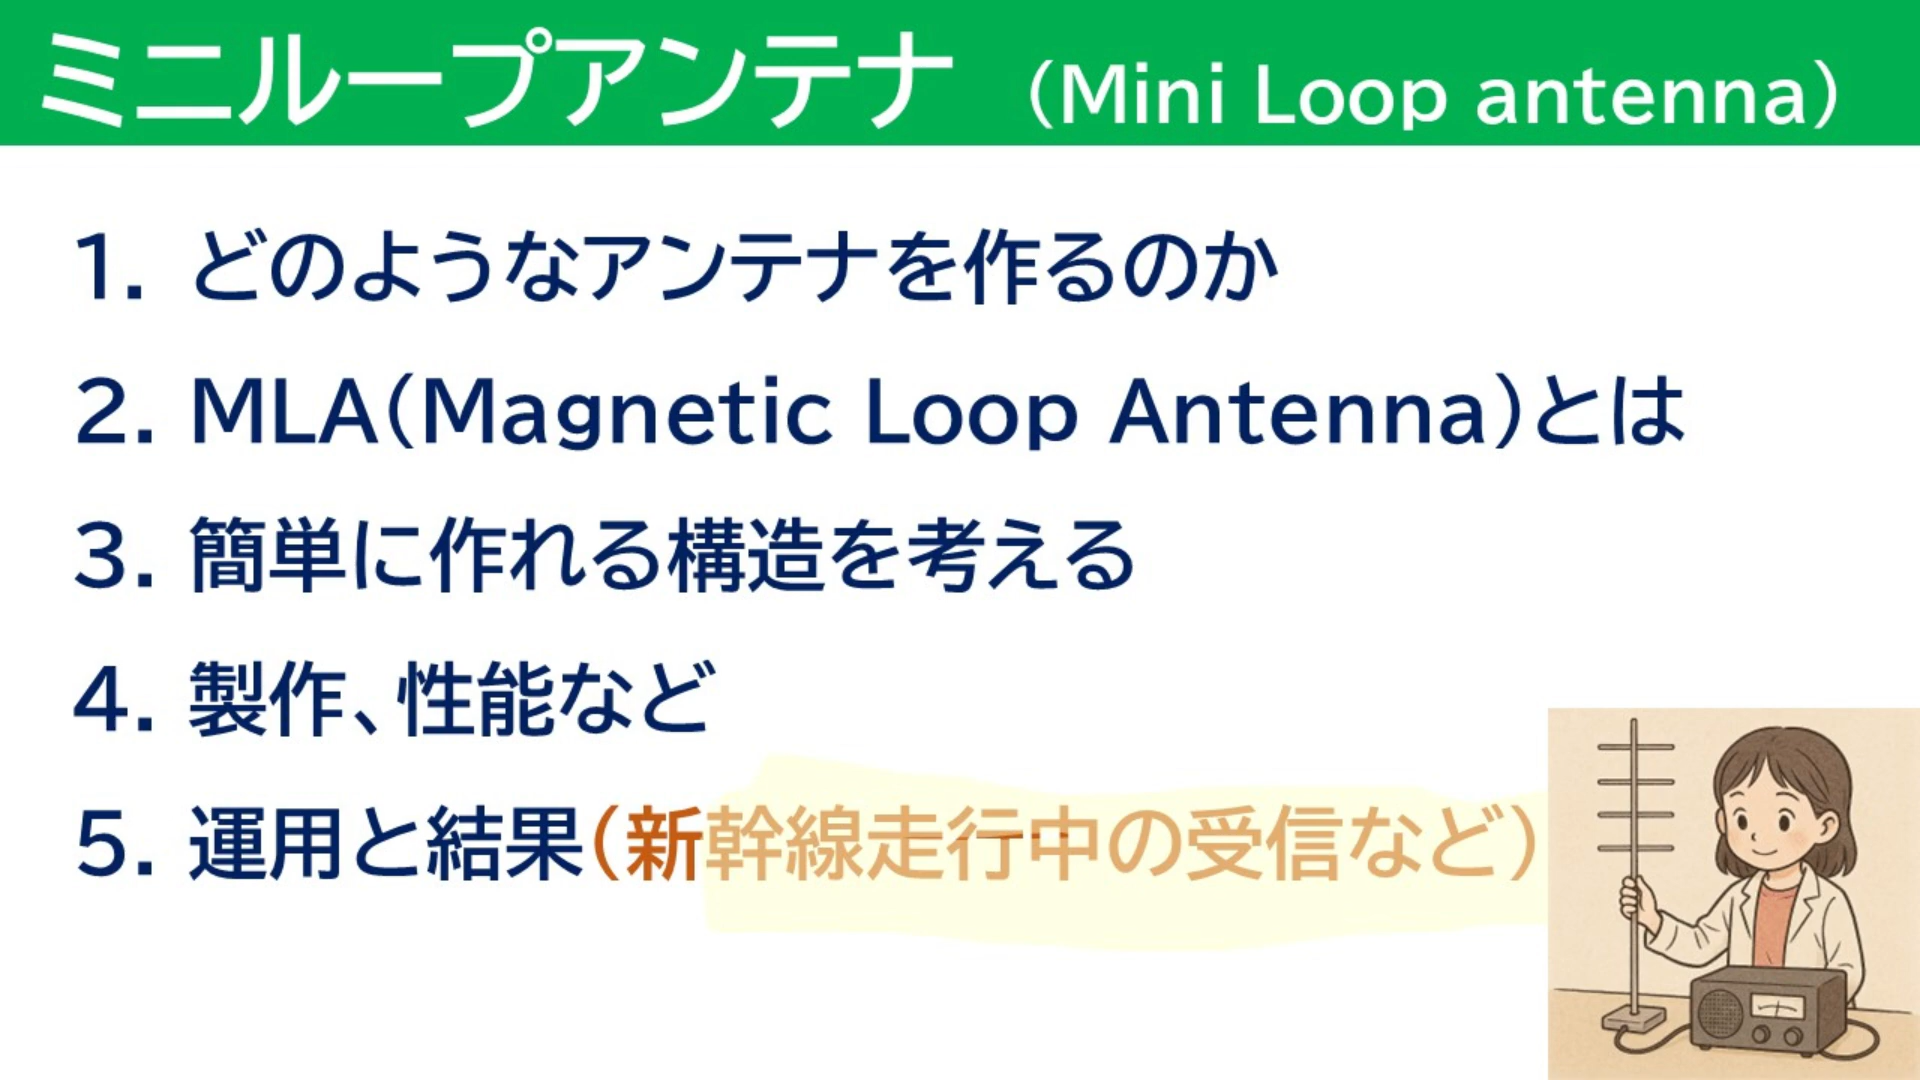 ミニループアンテナ （Mini Loop antenna）
1. どのようなアンテナを作るのか
2. MLA（Magnetic Loop Antenna）とは
3. 簡単に作れる構造を考える
4. 製作、性能など
5. 運用と結果（新幹線走行中の受信など）